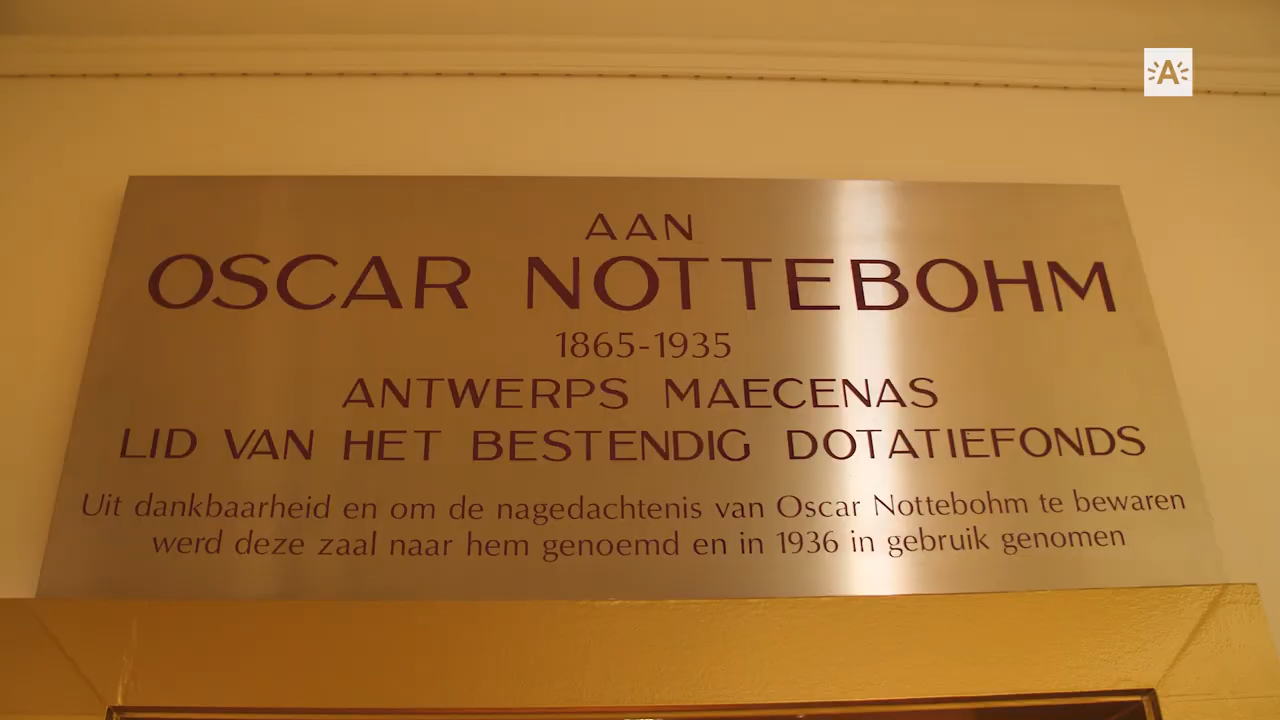 A
AAN
OSCAR NOTTEBOHM
1865-1935
ANTWERPS MAECENAS
LID VAN HET BESTENDIG DOTATIEFONDS
Uit dankbaarheid en om de nagedachtenis van Oscar Nottebohm te bewaren
werd deze zaal naar hem genoemd en in 1936 in gebruik genomen